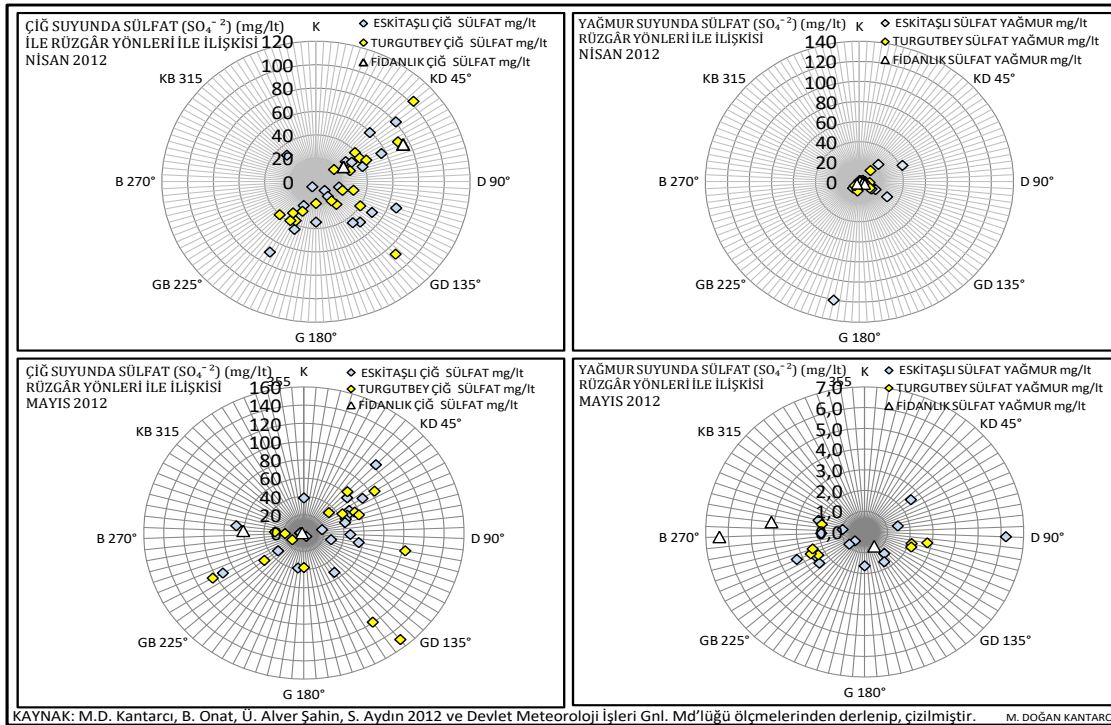 ÇİĞ SUYUNDA SÜLFAT (SO₄⁻²) (mg/lt)
İLE RÜZGÂR YÖNLERİ İLE İLİŞKİSİ
NİSAN 2012
K
ESKİTAŞLI ÇİĞ SÜLFAT mg/lt
TURGUTBEY ÇİĞ SÜLFAT mg/lt
FİDANLIK ÇİĞ SÜLFAT mg/lt
120
100
80
60
40
20
0
KB 315
KD 45°
B 270°
D 90°
GB 225°
GD 135°
G 180°
YAĞMUR SUYUNDA SÜLFAT (SO₄⁻²) (mg/lt)
RÜZGÂR YÖNLERİ İLE İLİŞKİSİ
NİSAN 2012
K
ESKİTAŞLI SÜLFAT YAĞMUR mg/lt
TURGUTBEY SÜLFAT YAĞMUR mg/lt
FİDANLIK SÜLFAT YAĞMUR mg/lt
140
120
100
80
60
40
20
0
KB 315
KD 45°
B 270°
D 90°
GB 225°
GD 135°
G 180°
ÇİĞ SUYUNDA SÜLFAT (SO₄⁻²) (mg/lt)
RÜZGÂR YÖNLERİ İLE İLİŞKİSİ
MAYIS 2012
355
K
ESKİTAŞLI ÇİĞ SÜLFAT mg/lt
TURGUTBEY ÇİĞ SÜLFAT mg/lt
FİDANLIK ÇİĞ SÜLFAT mg/lt
160
140
120
100
80
60
40
20
0
KB 315
KD 45°
B 270°
D 90°
GB 225°
GD 135°
G 180°
YAĞMUR SUYUNDA SÜLFAT (SO₄⁻²) (mg/lt)
RÜZGÂR YÖNLERİ İLE İLİŞKİSİ
MAYIS 2012
355
K
ESKİTAŞLI SÜLFAT YAĞMUR mg/lt
TURGUTBEY SÜLFAT YAĞMUR mg/lt
FİDANLIK SÜLFAT YAĞMUR mg/lt
7,0
6,0
5,0
4,0
3,0
2,0
1,0
0,0
KB 315
KD 45°
B 270°
D 90°
GB 225°
GD 135°
G 180°
KAYNAK: M.D. Kantarcı, B. Onat, Ü. Alver Şahin, S. Aydın 2012 ve Devlet Meteoroloji İşleri Gnl. Md'lüğü ölçmelerinden derlenip, çizilmiştir. M. DOĞAN KANTARC